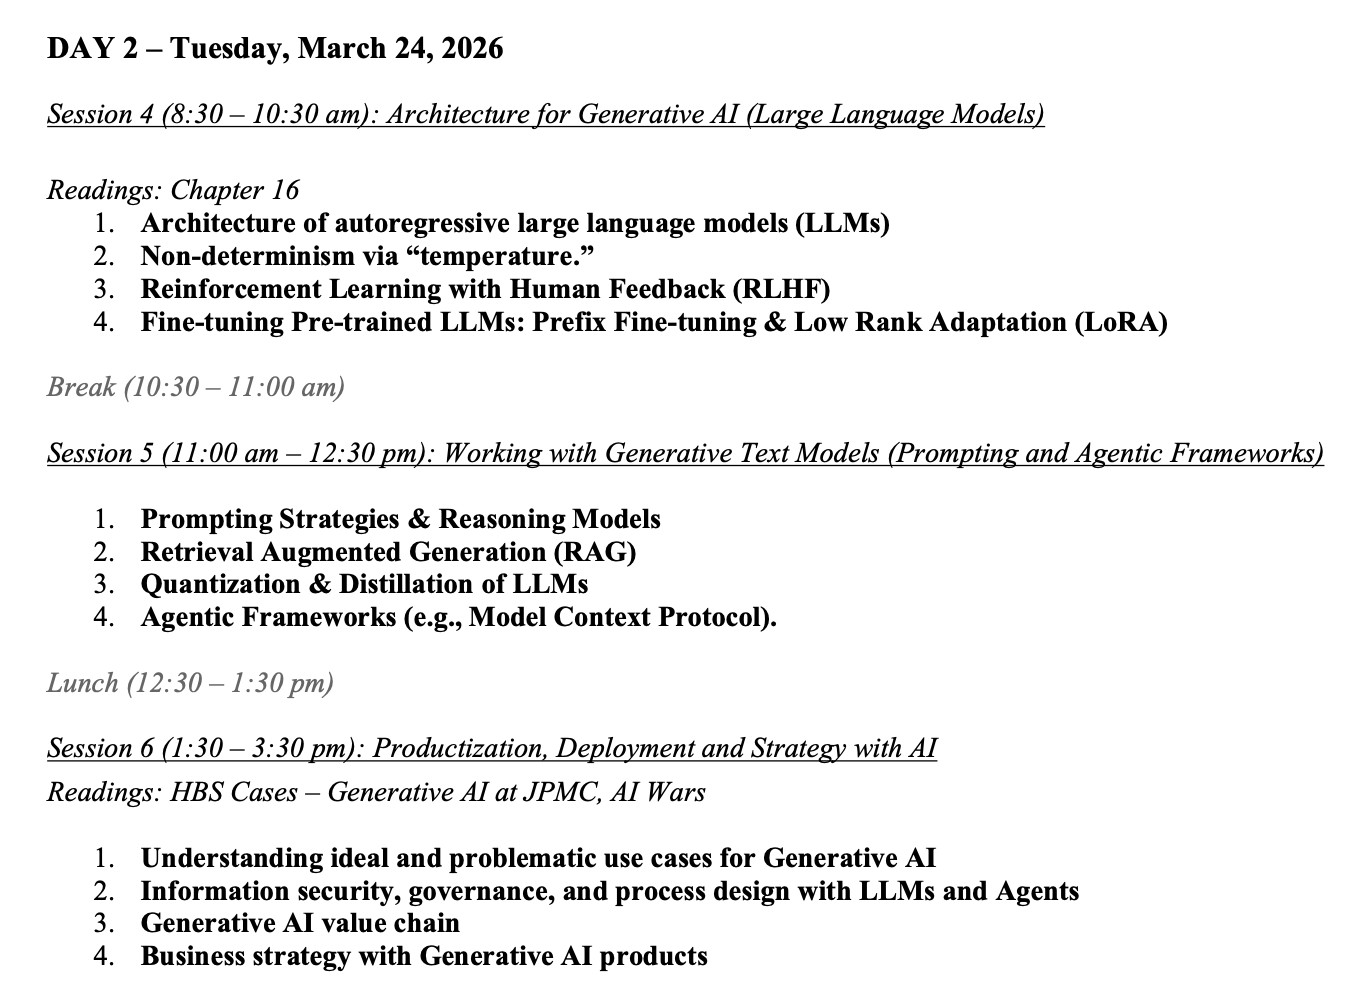 DAY 2 – Tuesday, March 24, 2026
Session 4 (8:30 – 10:30 am): Architecture for Generative AI (Large Language Models)
Readings: Chapter 16
1. Architecture of autoregressive large language models (LLMs)
2. Non-determinism via “temperature.”
3. Reinforcement Learning with Human Feedback (RLHF)
4. Fine-tuning Pre-trained LLMs: Prefix Fine-tuning & Low Rank Adaptation (LoRA)
Break (10:30 – 11:00 am)
Session 5 (11:00 am – 12:30 pm): Working with Generative Text Models (Prompting and Agentic Frameworks)
1. Prompting Strategies & Reasoning Models
2. Retrieval Augmented Generation (RAG)
3. Quantization & Distillation of LLMs
4. Agentic Frameworks (e.g., Model Context Protocol).
Lunch (12:30 – 1:30 pm)
Session 6 (1:30 – 3:30 pm): Productization, Deployment and Strategy with AI
Readings: HBS Cases – Generative AI at JPMC, AI Wars
1. Understanding ideal and problematic use cases for Generative AI
2. Information security, governance, and process design with LLMs and Agents
3. Generative AI value chain
4. Business strategy with Generative AI products